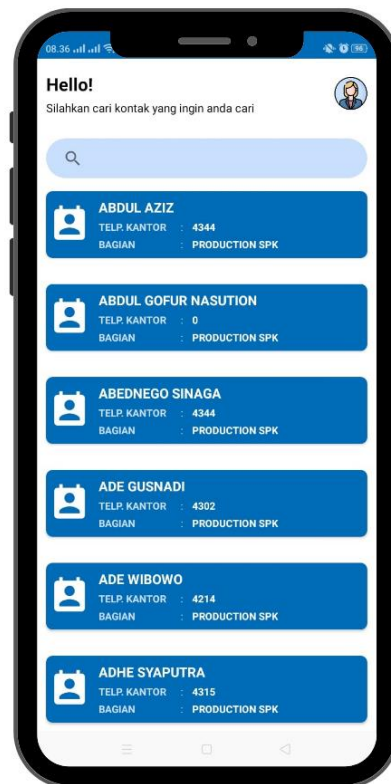 08.36
96
Hello!
Silahkan cari kontak yang ingin anda cari
ABDUL AZIZ
TELP. KANTOR : 4344
BAGIAN : PRODUCTION SPK
ABDUL GOFUR NASUTION
TELP. KANTOR : 0
BAGIAN : PRODUCTION SPK
ABEDNEGO SINAGA
TELP. KANTOR : 4344
BAGIAN : PRODUCTION SPK
ADE GUSNADI
TELP. KANTOR : 4302
BAGIAN : PRODUCTION SPK
ADE WIBOWO
TELP. KANTOR : 4214
BAGIAN : PRODUCTION SPK
ADHE SYAPUTRA
TELP. KANTOR : 4315
BAGIAN : PRODUCTION SPK